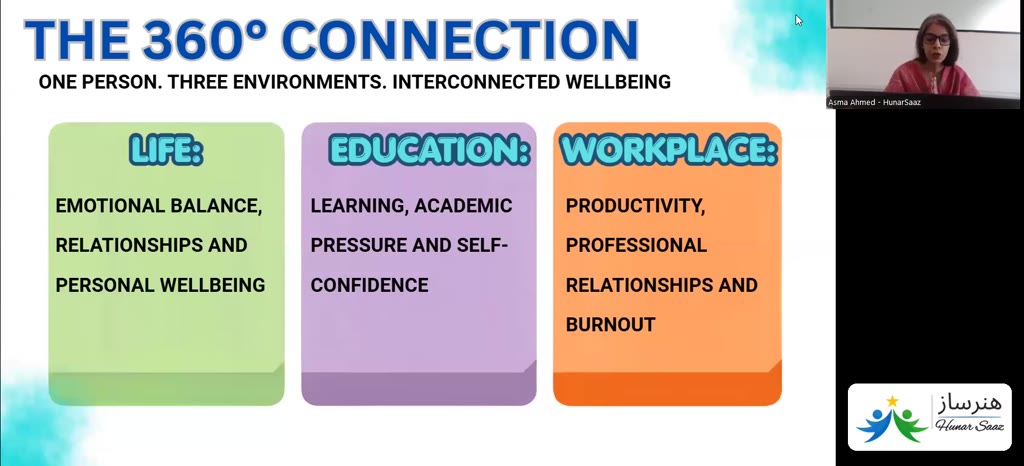 THE 360° CONNECTION
ONE PERSON. THREE ENVIRONMENTS. INTERCONNECTED WELLBEING
LIFE:
EMOTIONAL BALANCE,
RELATIONSHIPS AND
PERSONAL WELLBEING
EDUCATION:
LEARNING, ACADEMIC
PRESSURE AND SELF-
CONFIDENCE
WORKPLACE:
PRODUCTIVITY,
PROFESSIONAL
RELATIONSHIPS AND
BURNOUT
Asma Ahmed - HunarSaaz
ہنرساز
Hunar Saaz